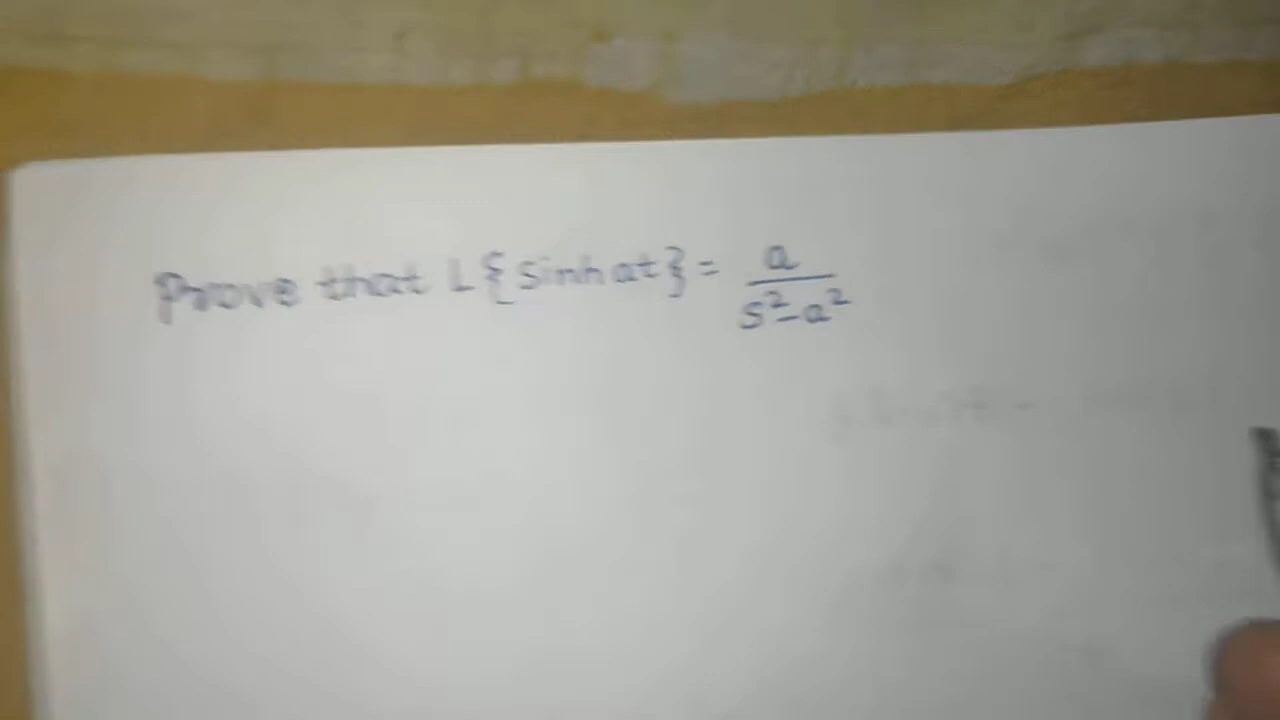 Prove that L{sinh at} = a/(s²-a²)